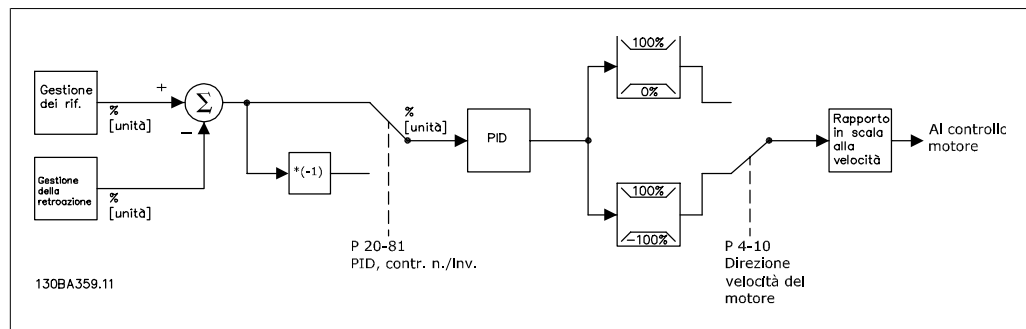 Gestione
dei rif.
+
%
[unità]
Σ
−
Gestione
della
retroazione
%
[unità]
*(-1)
%
[unità]
P 20-81
PID, contr. n./Inv.
PID
100%
0%
100%
-100%
P 4-10
Direzione
velocità del
motore
Rapporto
in scala
alla
velocità
Al controllo
motore
130BA359.11